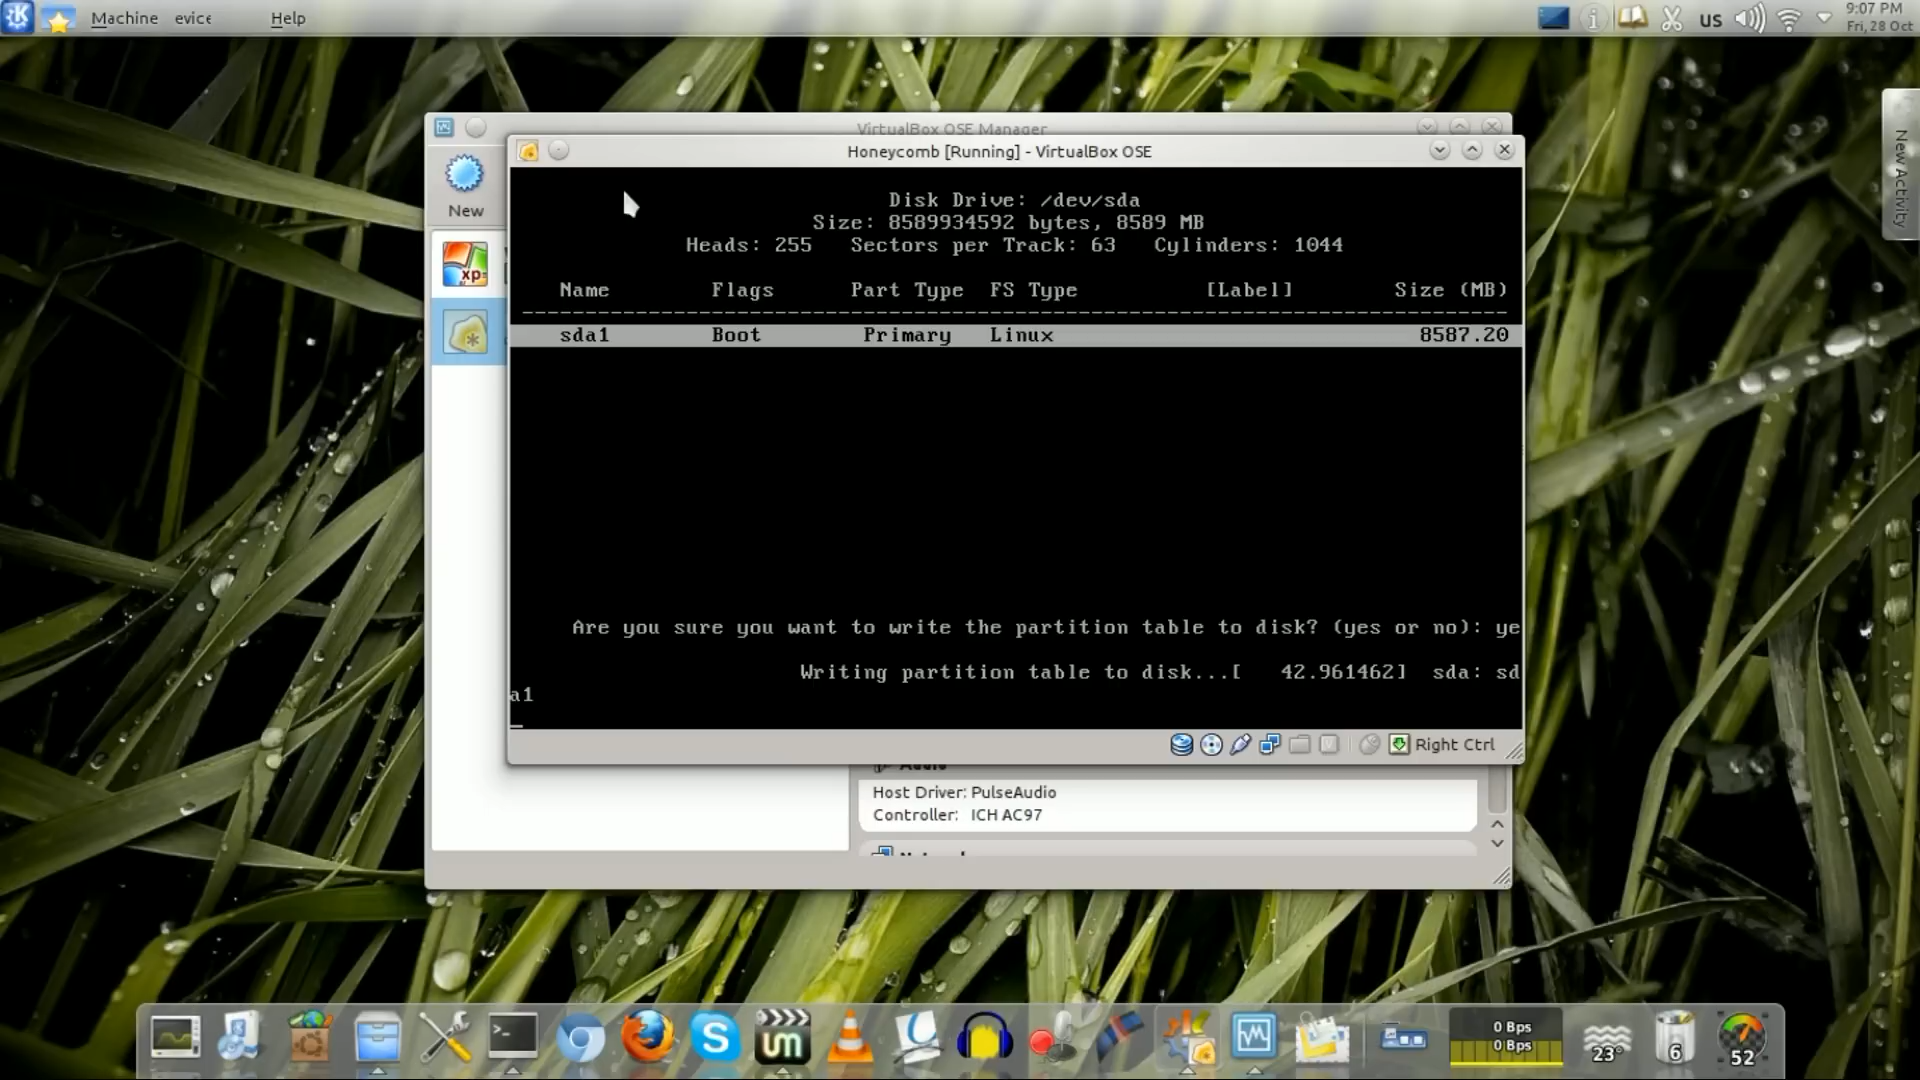 Machine evice Help
us
9:07 PM
Fri, 28 Oct
New Activity
VirtualBox OSE Manager
Honeycomb [Running] - VirtualBox OSE
New
xp
Disk Drive: /dev/sda
Size: 8589934592 bytes, 8589 MB
Heads: 255 Sectors per Track: 63 Cylinders: 1044
Name Flags Part Type FS Type [Label] Size (MB)
sda1 Boot Primary Linux 8587.20
Are you sure you want to write the partition table to disk? (yes or no): ye
Writing partition table to disk...[ 42.961462] sda: sd
a1
Right Ctrl
Host Driver: PulseAudio
Controller: ICH AC97
um
0 Bps
0 Bps
23°
6
52